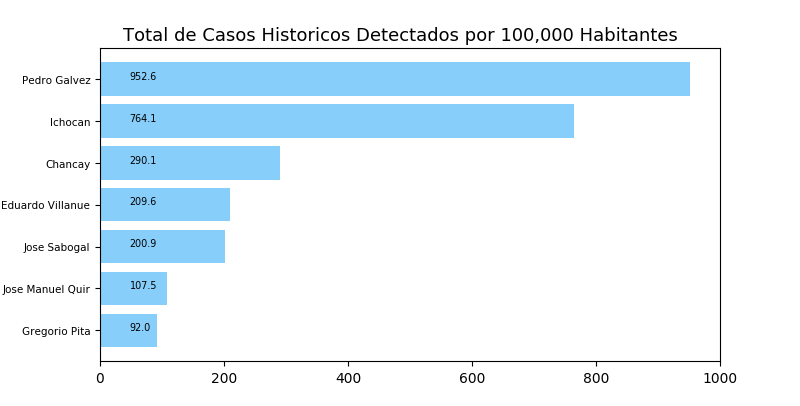 Total de Casos Historicos Detectados por 100,000 Habitantes
Pedro Galvez 952.6
Ichocan 764.1
Chancay 290.1
Eduardo Villanue 209.6
Jose Sabogal 200.9
Jose Manuel Quir 107.5
Gregorio Pita 92.0
0 200 400 600 800 1000